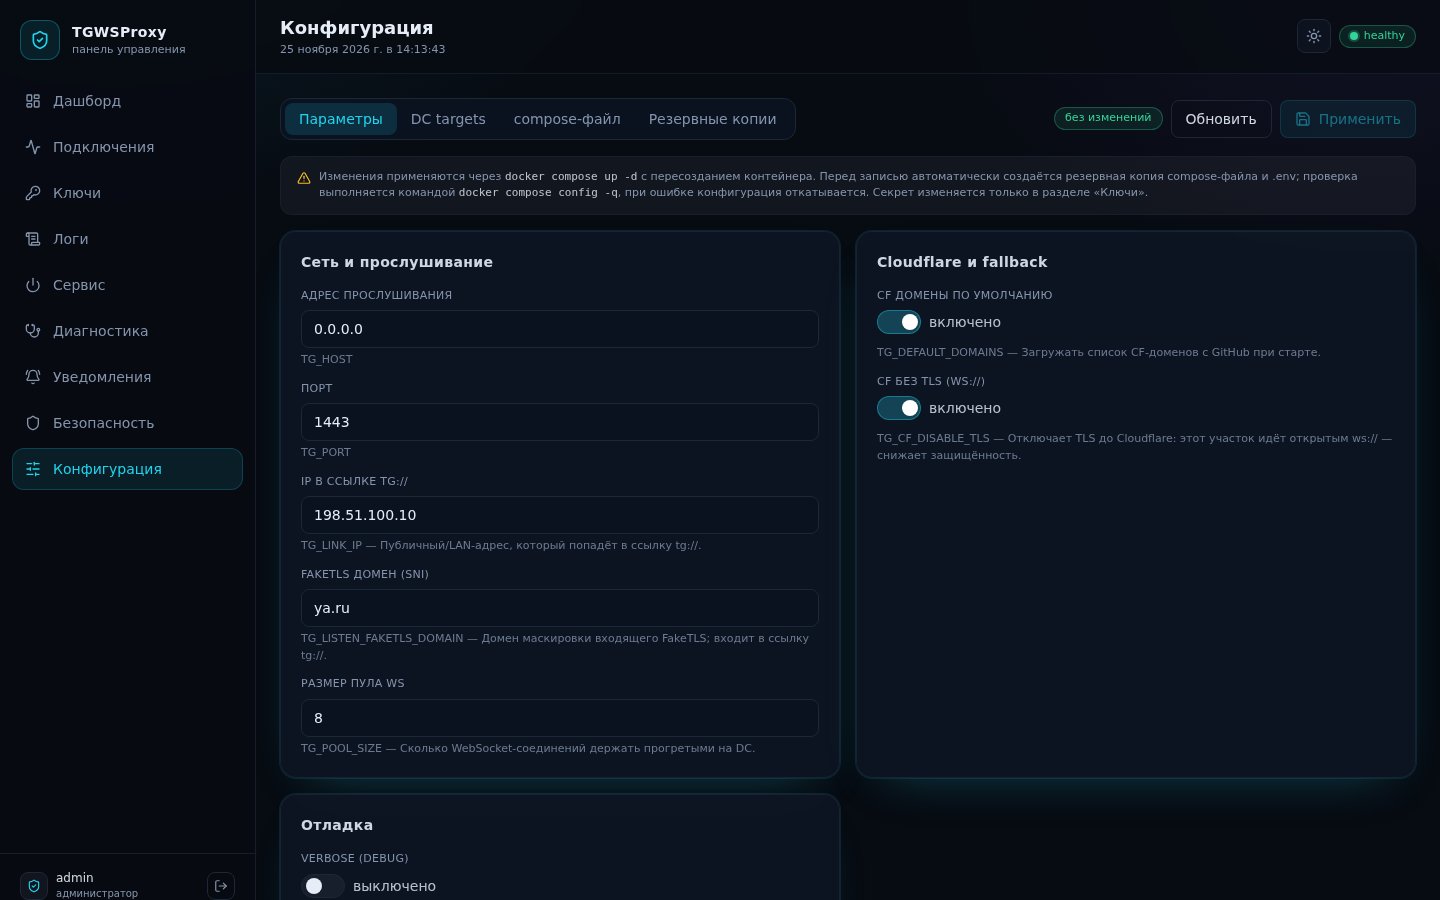 TGWSProxy
панель управления
Дашборд
Подключения
Ключи
Логи
Сервис
Диагностика
Уведомления
Безопасность
Конфигурация
admin
администратор
Конфигурация
25 ноября 2026 г. в 14:13:43
healthy
Параметры
DC targets
compose-файл
Резервные копии
без изменений
Обновить
Применить
Изменения применяются через docker compose up -d с пересозданием контейнера. Перед записью автоматически создаётся резервная копия compose-файла и .env; проверка
выполняется командой docker compose config -q, при ошибке конфигурация откатывается. Секрет изменяется только в разделе «Ключи».
Сеть и прослушивание
АДРЕС ПРОСЛУШИВАНИЯ
0.0.0.0
TG_HOST
ПОРТ
1443
TG_PORT
IP В ССЫЛКЕ TG://
198.51.100.10
TG_LINK_IP — Публичный/LAN-адрес, который попадёт в ссылку tg://.
FAKETLS ДОМЕН (SNI)
ya.ru
TG_LISTEN_FAKETLS_DOMAIN — Домен маскировки входящего FakeTLS; входит в ссылку
tg://.
РАЗМЕР ПУЛА WS
8
TG_POOL_SIZE — Сколько WebSocket-соединений держать прогретыми на DC.
Cloudflare и fallback
CF ДОМЕНЫ ПО УМОЛЧАНИЮ
включено
TG_DEFAULT_DOMAINS — Загружать список CF-доменов с GitHub при старте.
CF БЕЗ TLS (WS://)
включено
TG_CF_DISABLE_TLS — Отключает TLS до Cloudflare: этот участок идёт открытым ws:// —
снижает защищённость.
Отладка
VERBOSE (DEBUG)
выключено